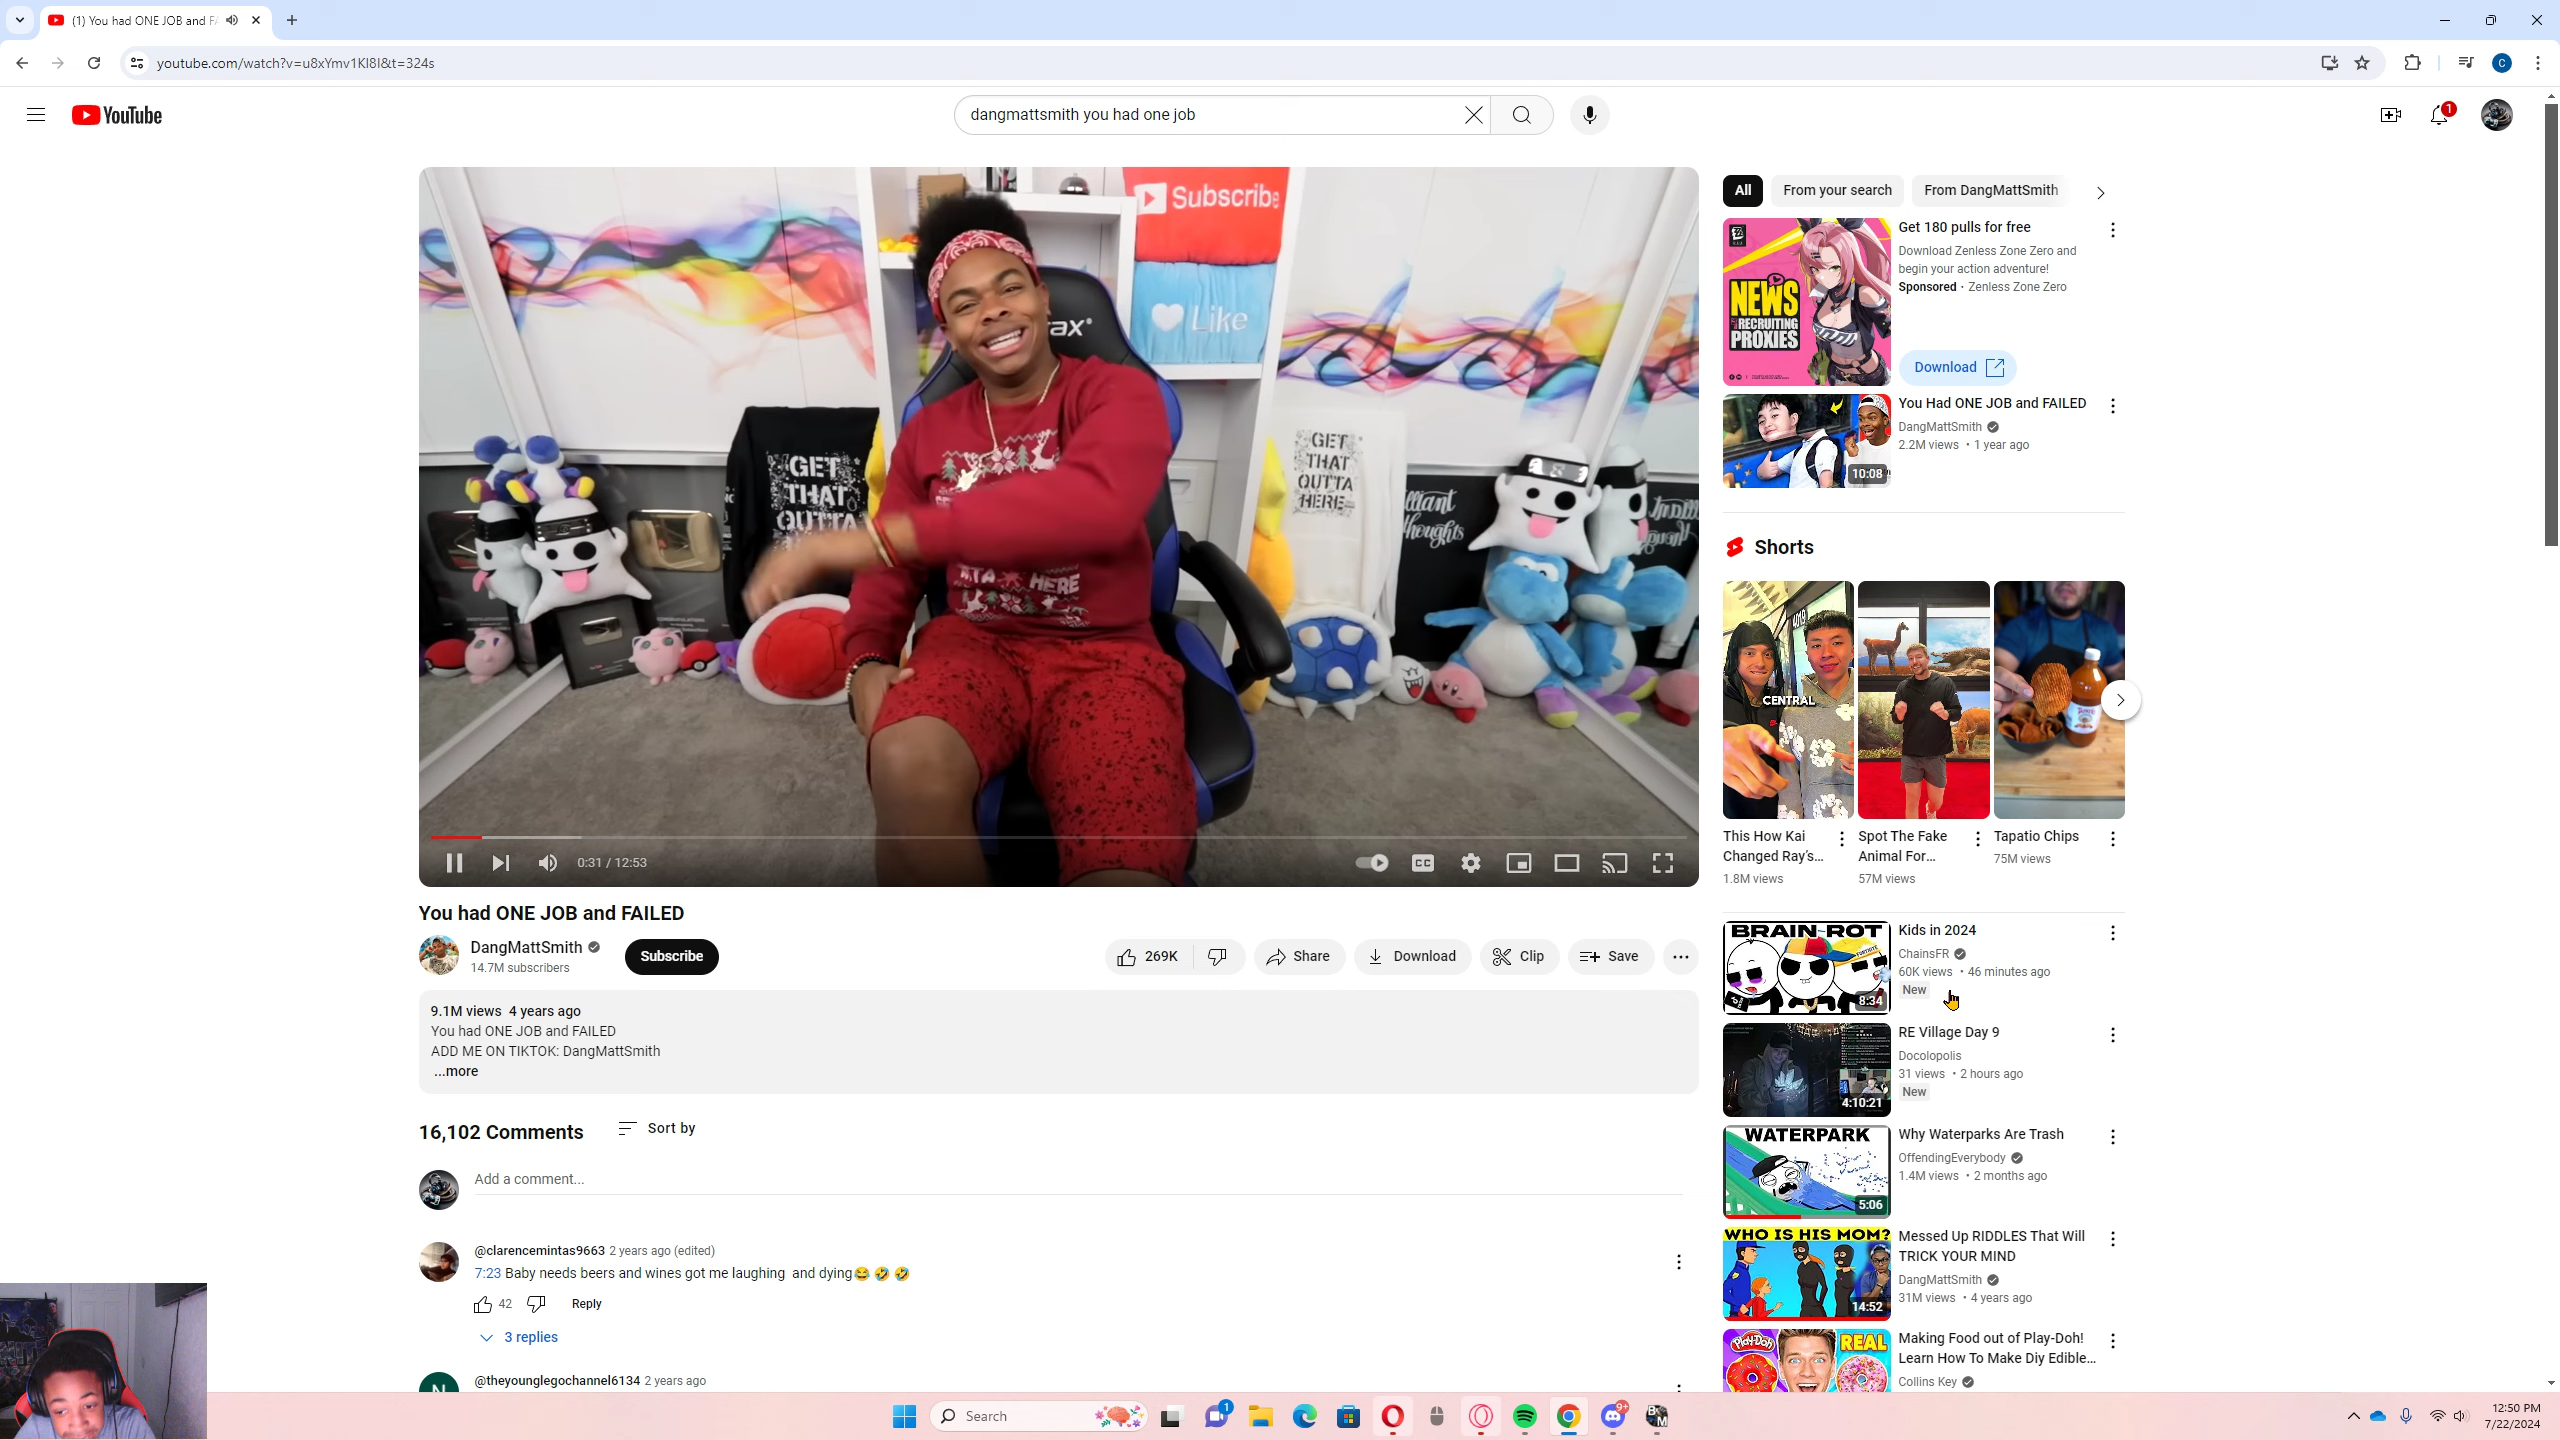 (1) You had ONE JOB and FA
youtube.com/watch?v=u8xYmv1KI8I&t=324s
YouTube
dangmattsmith you had one job
1
Subscribe
Like
GET
THAT
OUTTA
GET
THAT
OUTTA
HERE
0:31 / 12:53
You had ONE JOB and FAILED
DangMattSmith
14.7M subscribers
Subscribe
269K
Share
Download
Clip
Save
9.1M views 4 years ago
You had ONE JOB and FAILED
ADD ME ON TIKTOK: DangMattSmith
...more
16,102 Comments
Sort by
Add a comment...
@clarencemintas9663 2 years ago (edited)
7:23 Baby needs beers and wines got me laughing and dying😂 🤣 🤣
42
Reply
3 replies
@theyounglegochannel6134 2 years ago
All
From your search
From DangMattSmith
NEWS
RECRUITING
PROXIES
Get 180 pulls for free
Download Zenless Zone Zero and
begin your action adventure!
Sponsored · Zenless Zone Zero
Download
10:08
You Had ONE JOB and FAILED
DangMattSmith
2.2M views · 1 year ago
Shorts
CENTRAL
This How Kai
Changed Ray's...
1.8M views
Spot The Fake
Animal For...
57M views
Tapatio Chips
75M views
BRAIN-ROT
8:34
Kids in 2024
ChainsFR
60K views · 46 minutes ago
New
4:10:21
RE Village Day 9
Docolopolis
31 views · 2 hours ago
New
WATERPARK
5:06
Why Waterparks Are Trash
OffendingEverybody
1.4M views · 2 months ago
WHO IS HIS MOM?
14:52
Messed Up RIDDLES That Will
TRICK YOUR MIND
DangMattSmith
31M views · 4 years ago
Play-Doh
REAL
Making Food out of Play-Doh!
Learn How To Make Diy Edible...
Collins Key
Search
1
9+
12:50 PM
7/22/2024